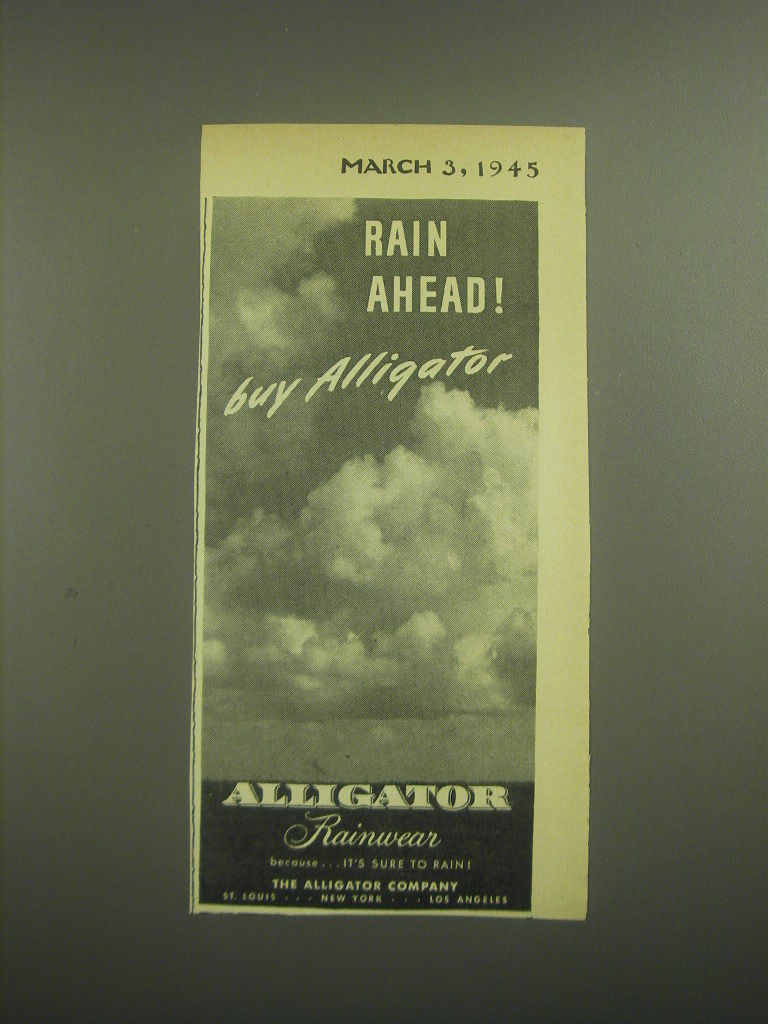 MARCH 3, 1945
RAIN
AHEAD!
buy Alligator
ALLIGATOR
Rainwear
because...IT'S SURE TO RAIN!
THE ALLIGATOR COMPANY
ST. LOUIS . . . NEW YORK . . . LOS ANGELES